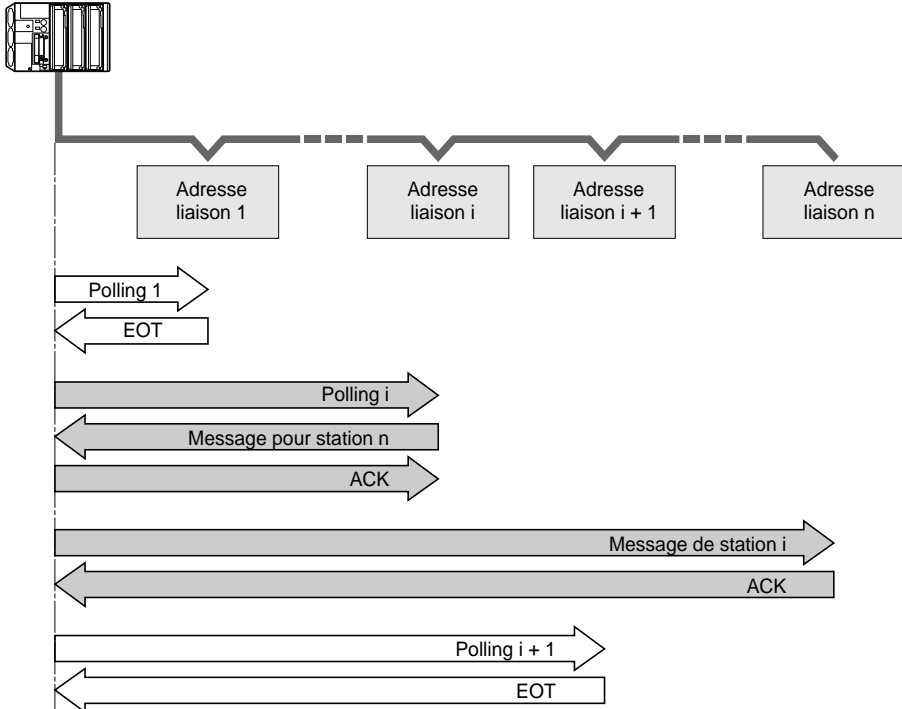 Adresse
liaison 1
Adresse
liaison i
Adresse
liaison i + 1
Adresse
liaison n
Polling 1
EOT
Polling i
Message pour station n
ACK
Message de station i
ACK
Polling i + 1
EOT